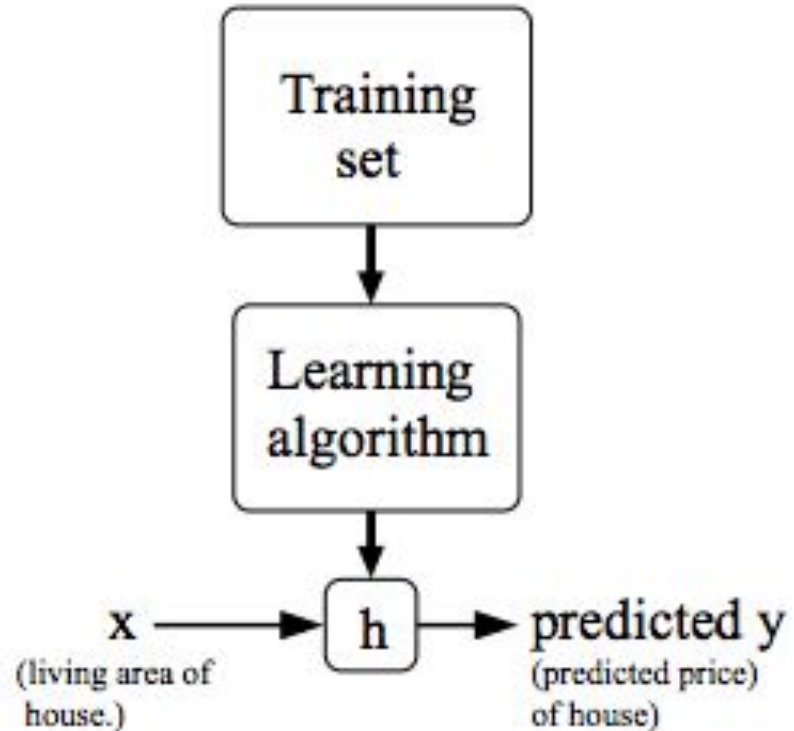 Training
set
Learning
algorithm
x
h
predicted y
(living area of
house.)
(predicted price)
of house)